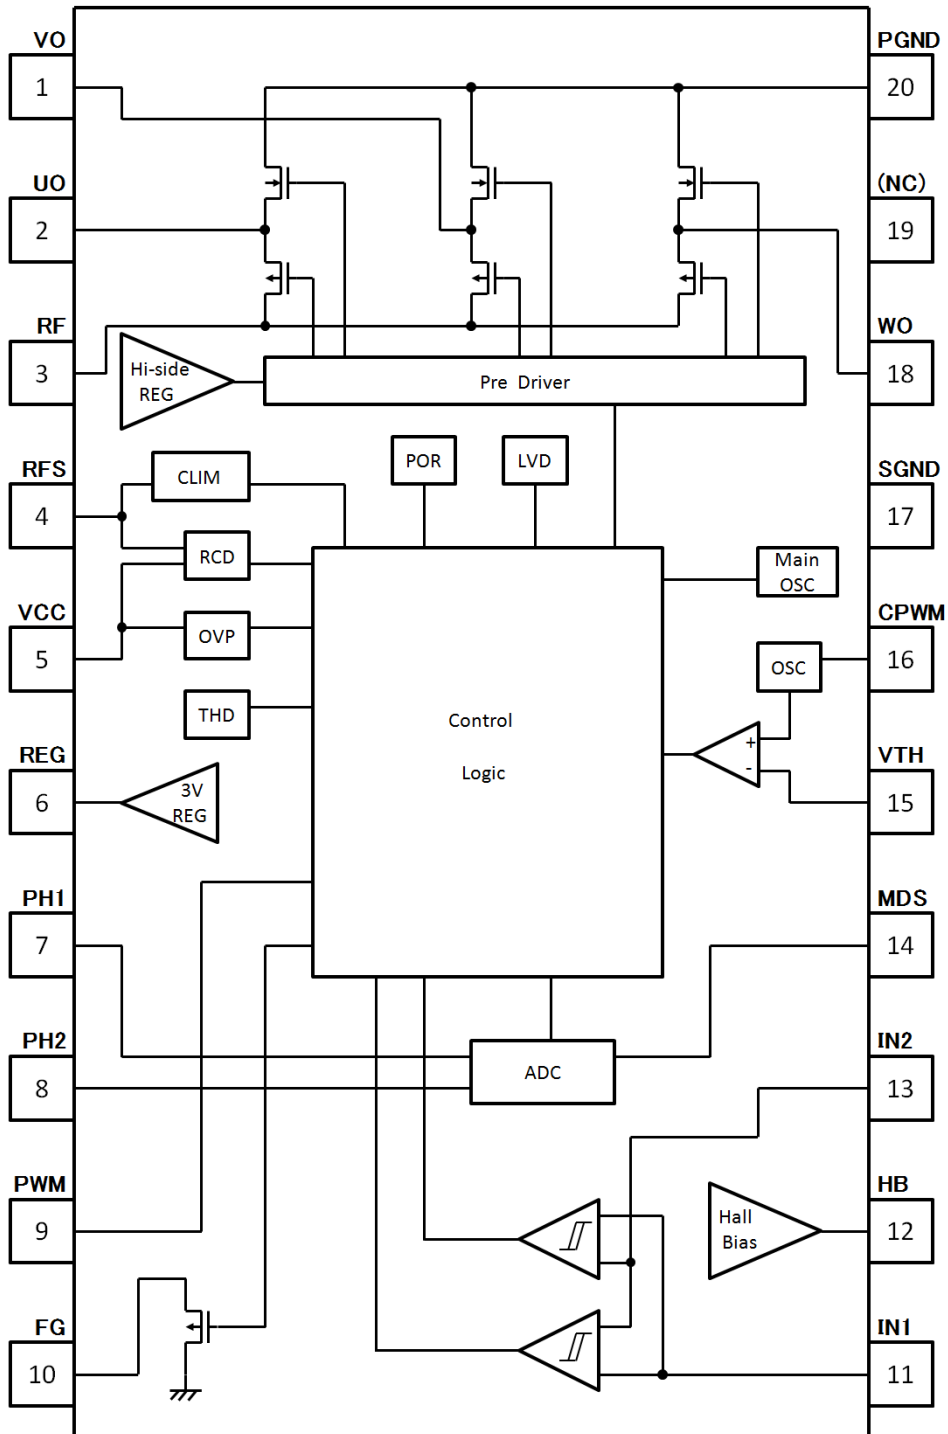 VO
1
UO
2
RF
3
RFS
4
VCC
5
REG
6
PH1
7
PH2
8
PWM
9
FG
10
Hi-side
REG
Pre Driver
CLIM
POR
LVD
RCD
OVP
THD
3V
REG
Control
Logic
Main
OSC
OSC
+
-
ADC
Hall
Bias
PGND
20
(NC)
19
WO
18
SGND
17
CPWM
16
VTH
15
MDS
14
IN2
13
HB
12
IN1
11